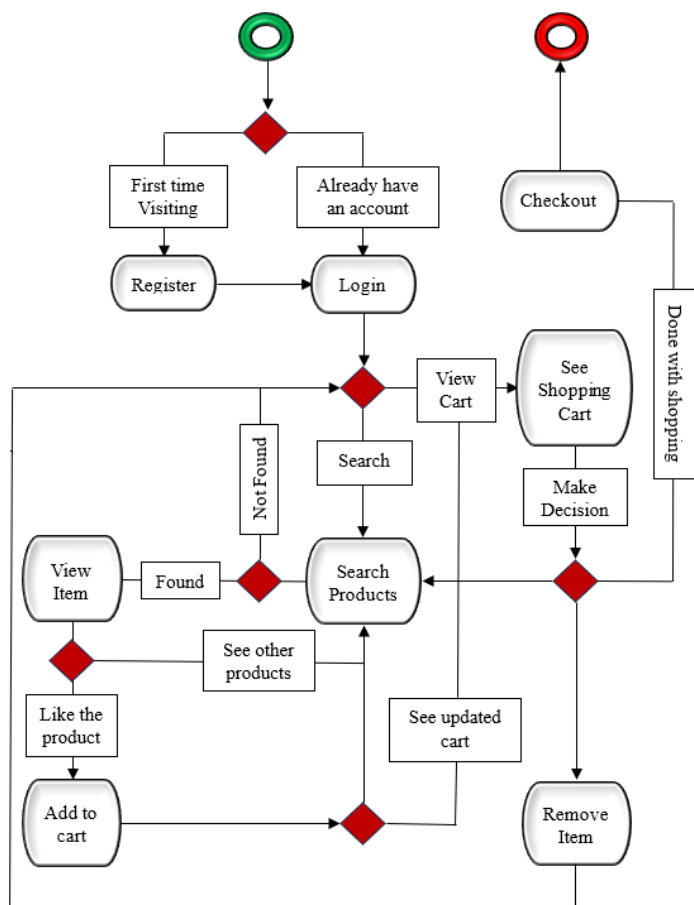 First time
Visiting
Already have
an account
Checkout
Register
Login
Done with shopping
View
Cart
See
Shopping
Cart
Search
Not Found
Make
Decision
View
Item
Found
Search
Products
See other
products
Like the
product
See updated
cart
Add to
cart
Remove
Item